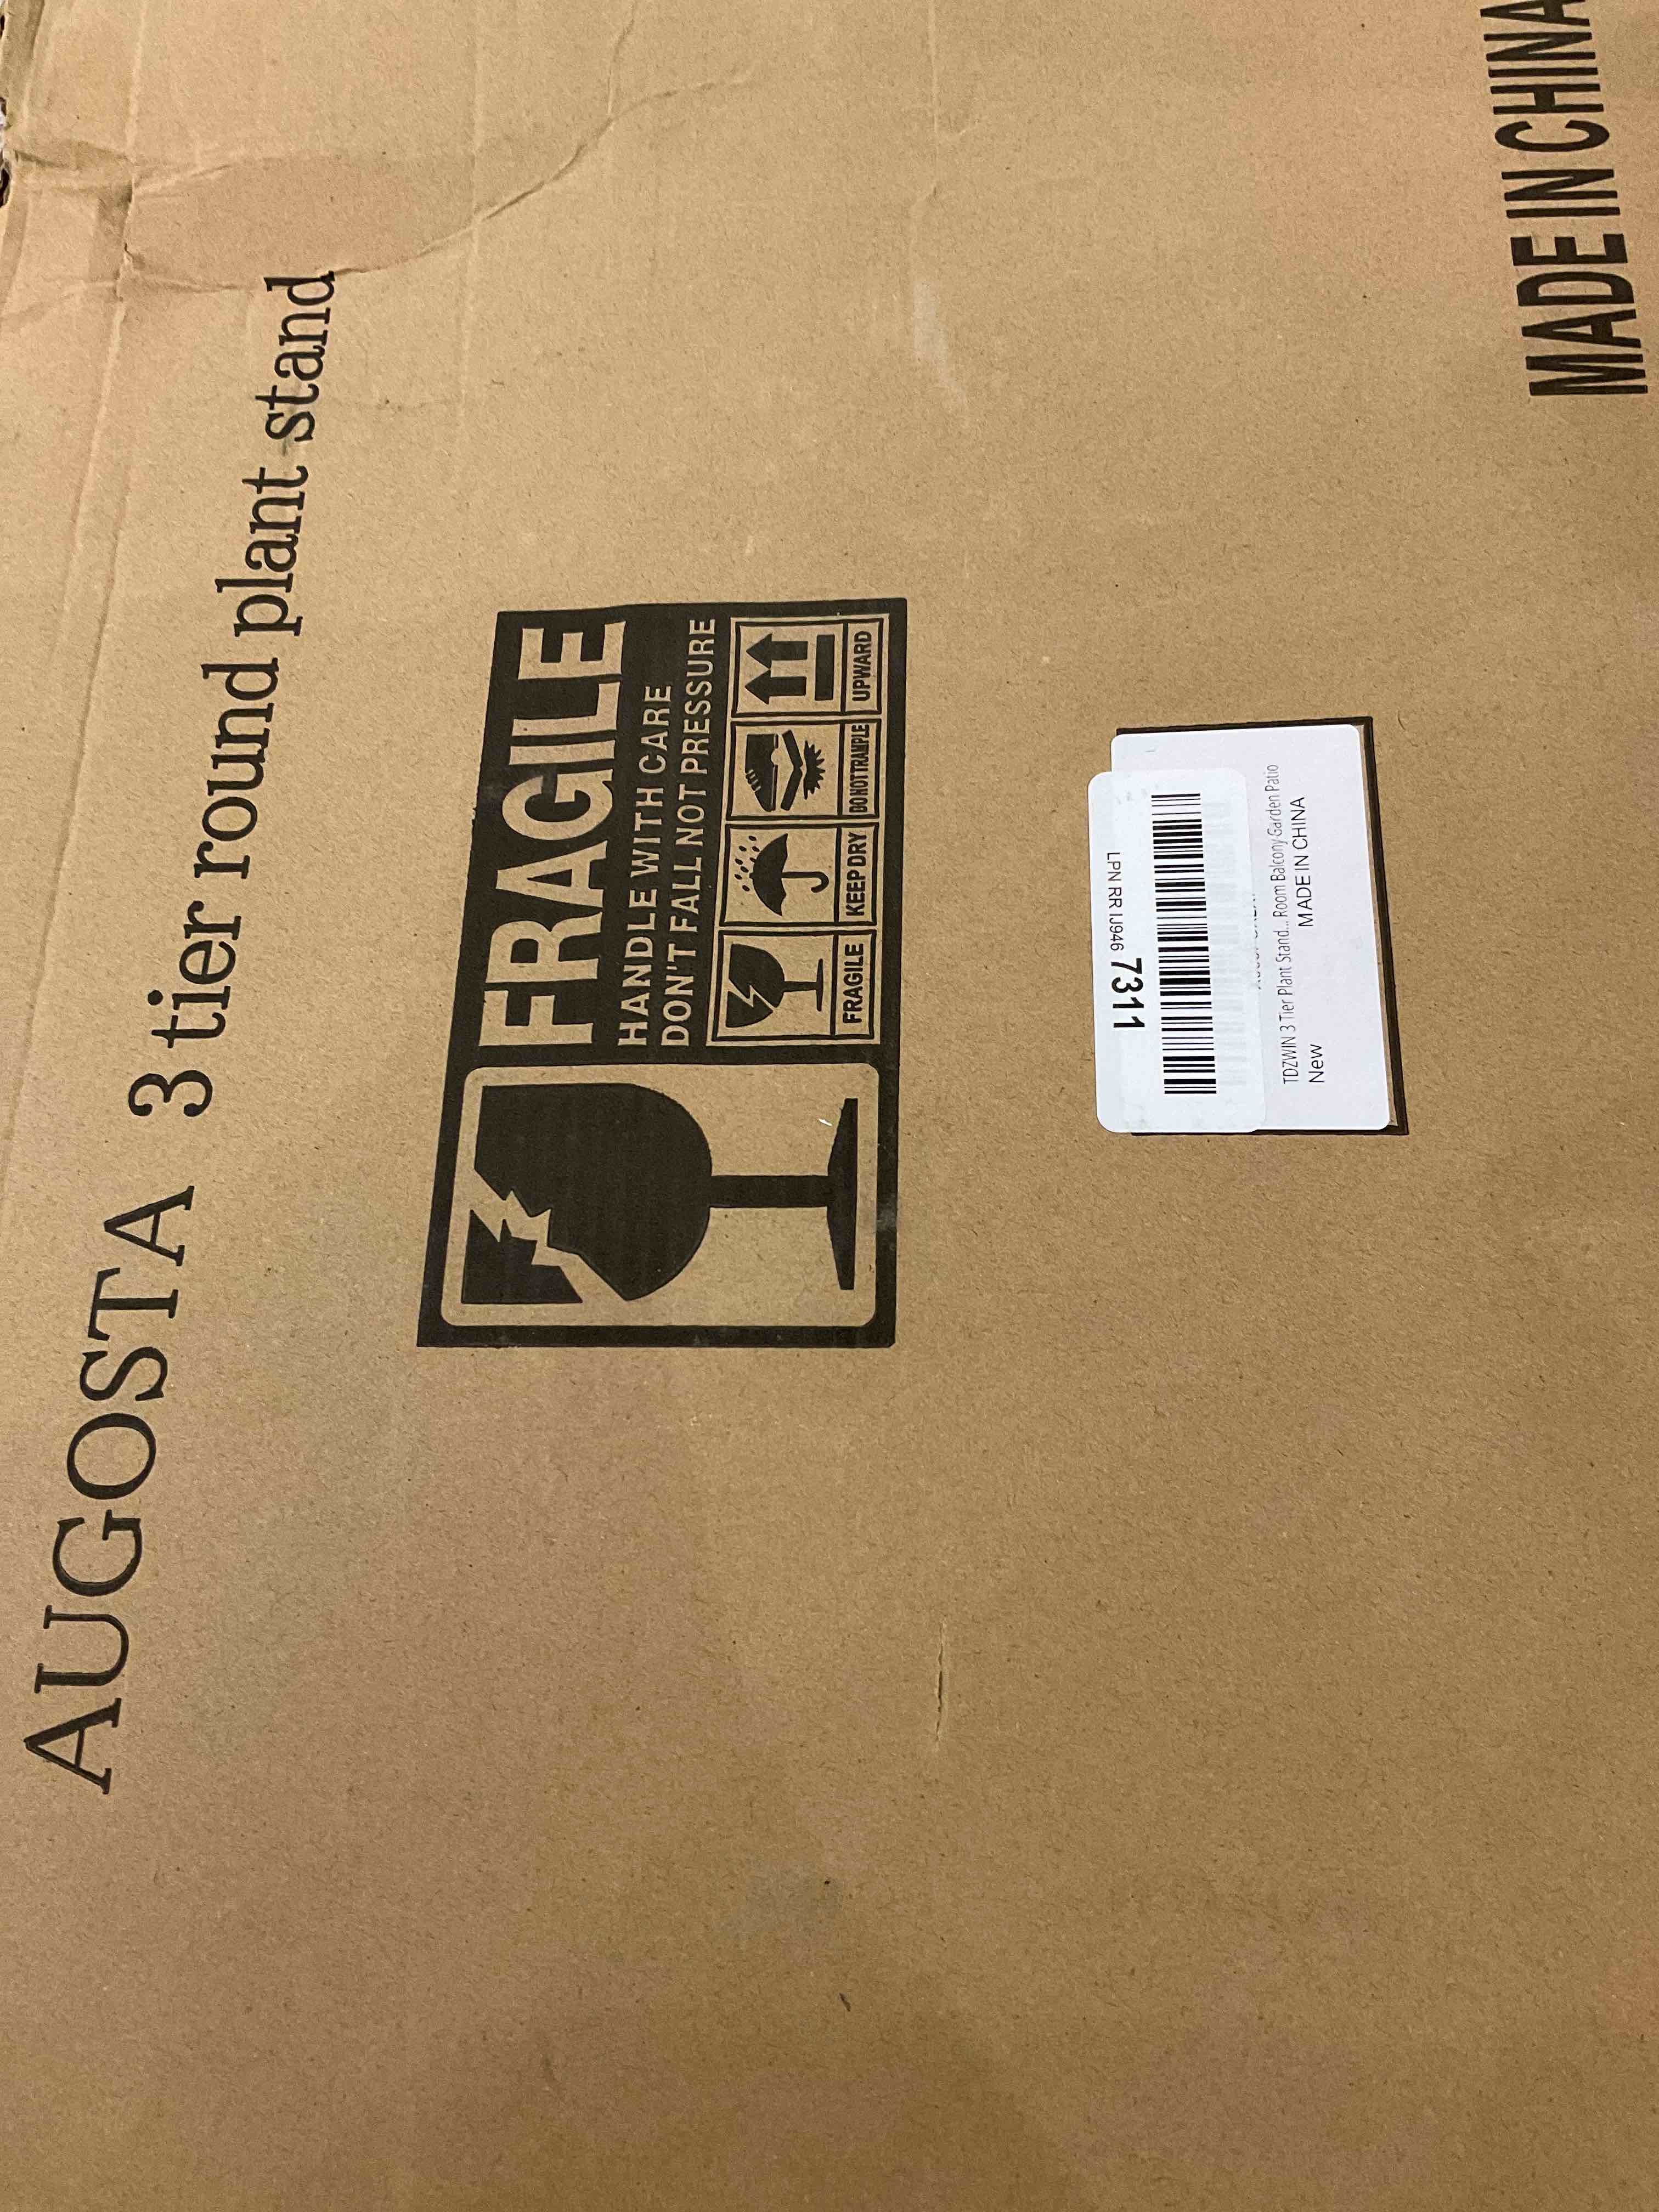 AUGOSTA 3 tier round plant stand
FRAGILE
HANDLE WITH CARE
DON'T FALL NOT PRESSURE
FRAGILE
KEEP DRY
DO NOT TRAMPLE
UPWARD
LPN RR IJ946 7311
TDZWIN 3 Tier Plant Stand... Room Balcony Garden Patio
New
MADE IN CHINA
MADE IN CHINA